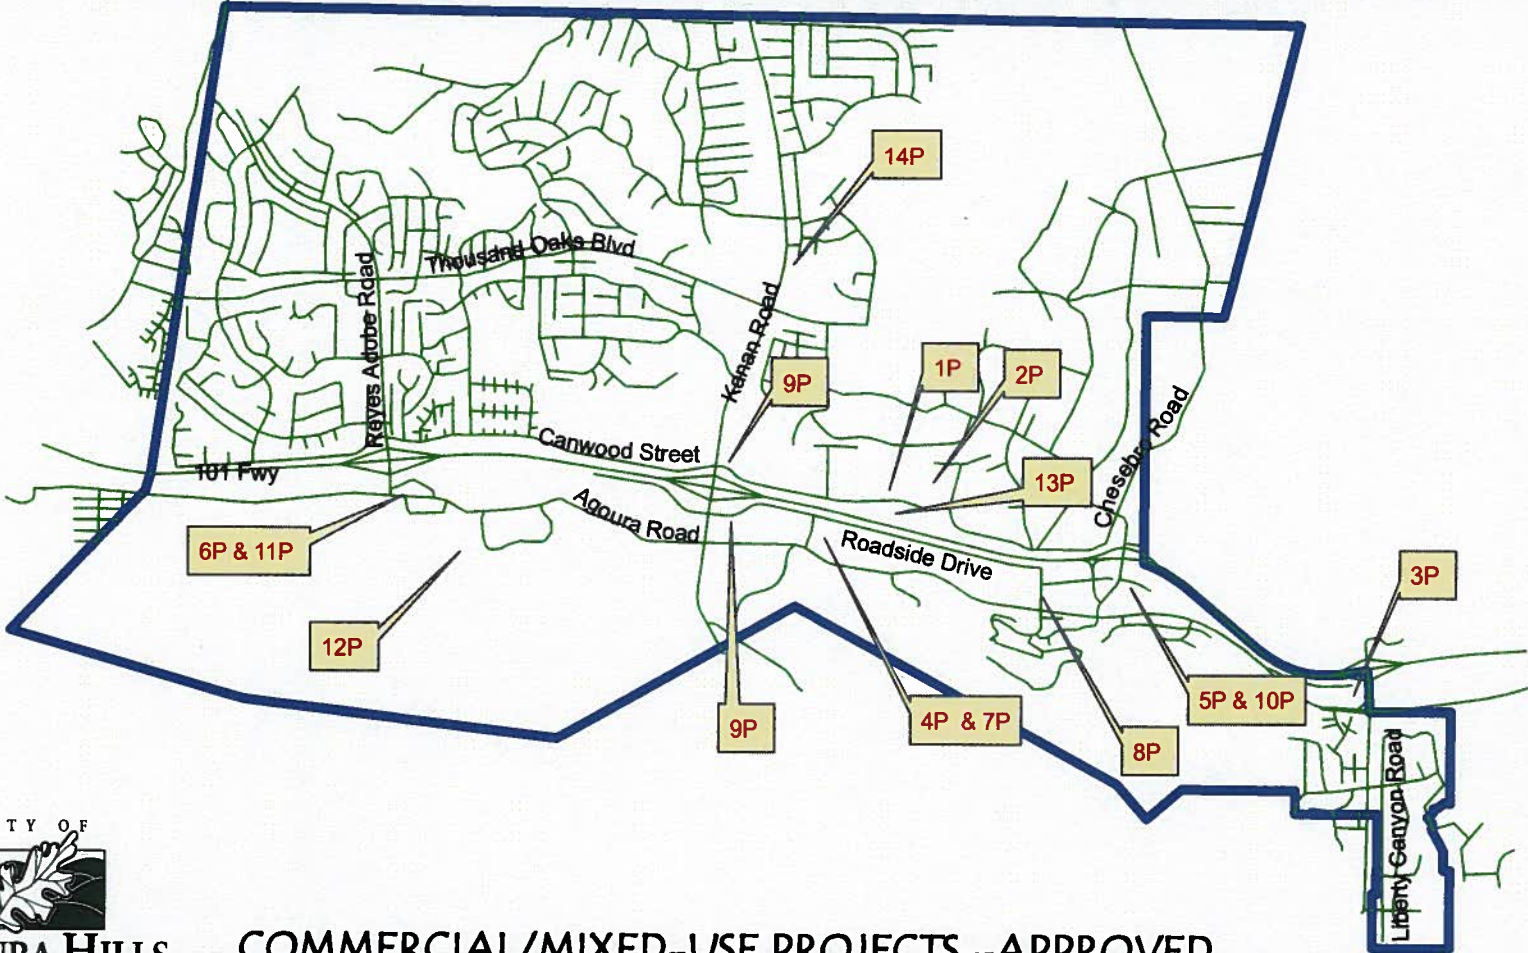 14P
Thousand Oaks Blvd
Reyes Adobe Road
Kanan Road
1P
2P
9P
Chesebro Road
Canwood Street
101 Fwy
13P
Agoura Road
6P & 11P
Roadside Drive
3P
12P
5P & 10P
9P
4P & 7P
8P
Liberty Canyon Road
TY OF
URA HILLS
COMMERCIAL/MIXED-USE PROJECTS -APPROVED